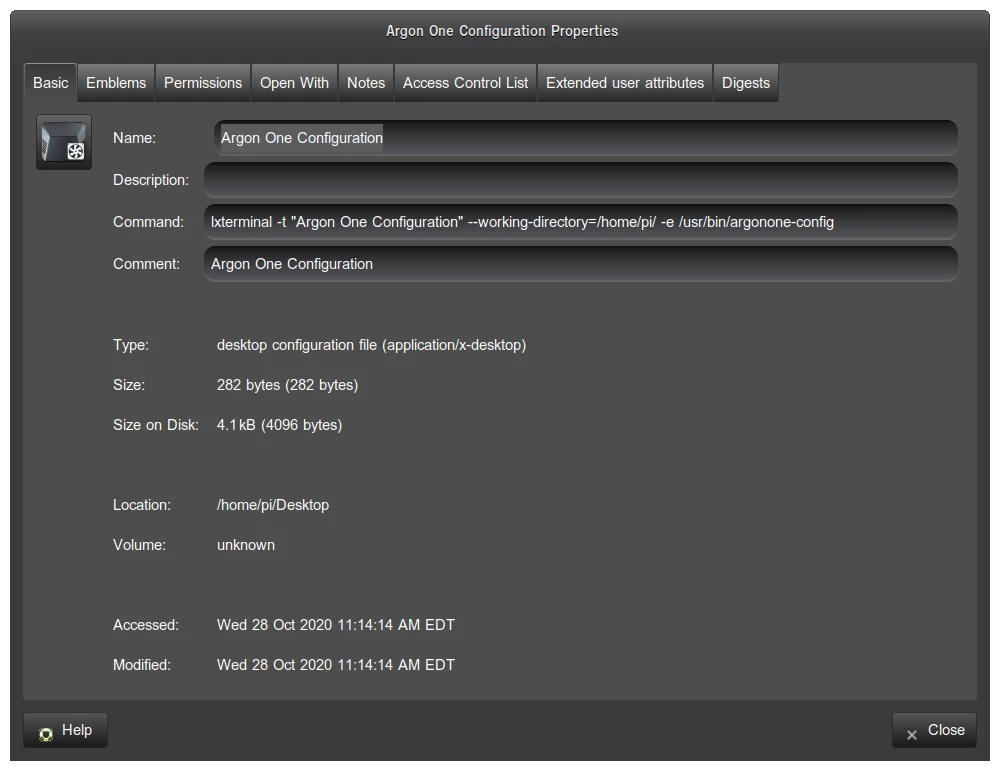 Argon One Configuration Properties
Basic Emblems Permissions Open With Notes Access Control List Extended user attributes Digests
Name: Argon One Configuration
Description:
Command: lxterminal -t "Argon One Configuration" --working-directory=/home/pi/ -e /usr/bin/argonone-config
Comment: Argon One Configuration
Type: desktop configuration file (application/x-desktop)
Size: 282 bytes (282 bytes)
Size on Disk: 4.1 kB (4096 bytes)
Location: /home/pi/Desktop
Volume: unknown
Accessed: Wed 28 Oct 2020 11:14:14 AM EDT
Modified: Wed 28 Oct 2020 11:14:14 AM EDT
Help Close